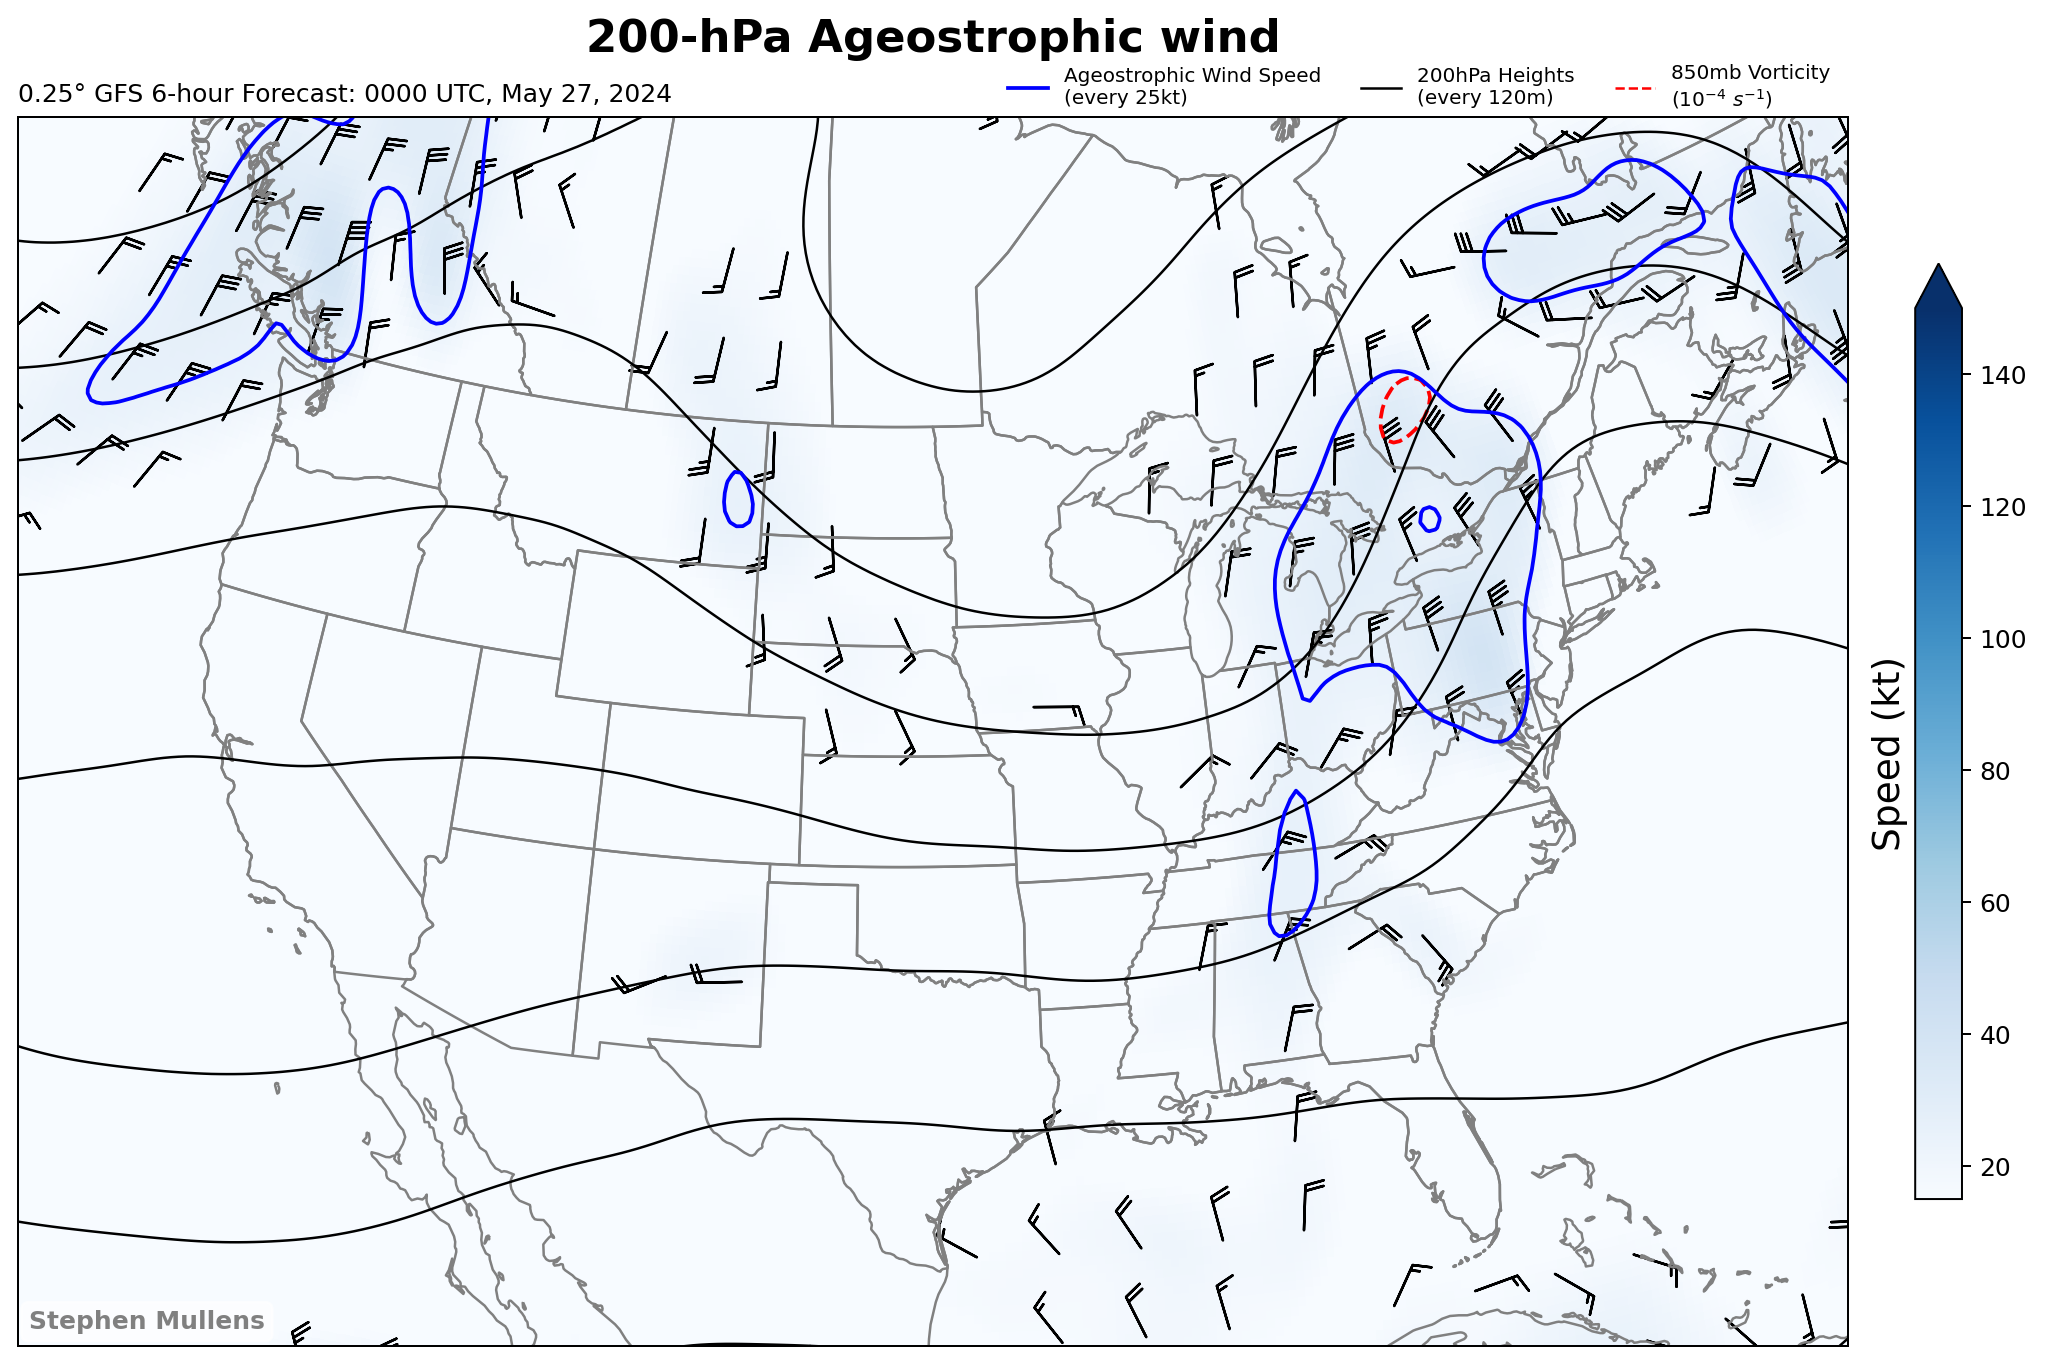 200-hPa Ageostrophic wind
0.25° GFS 6-hour Forecast: 0000 UTC, May 27, 2024
Ageostrophic Wind Speed
(every 25kt)
200hPa Heights
(every 120m)
850mb Vorticity
(10⁻⁴ s⁻¹)
140
120
100
80
60
40
20
Speed (kt)
Stephen Mullens